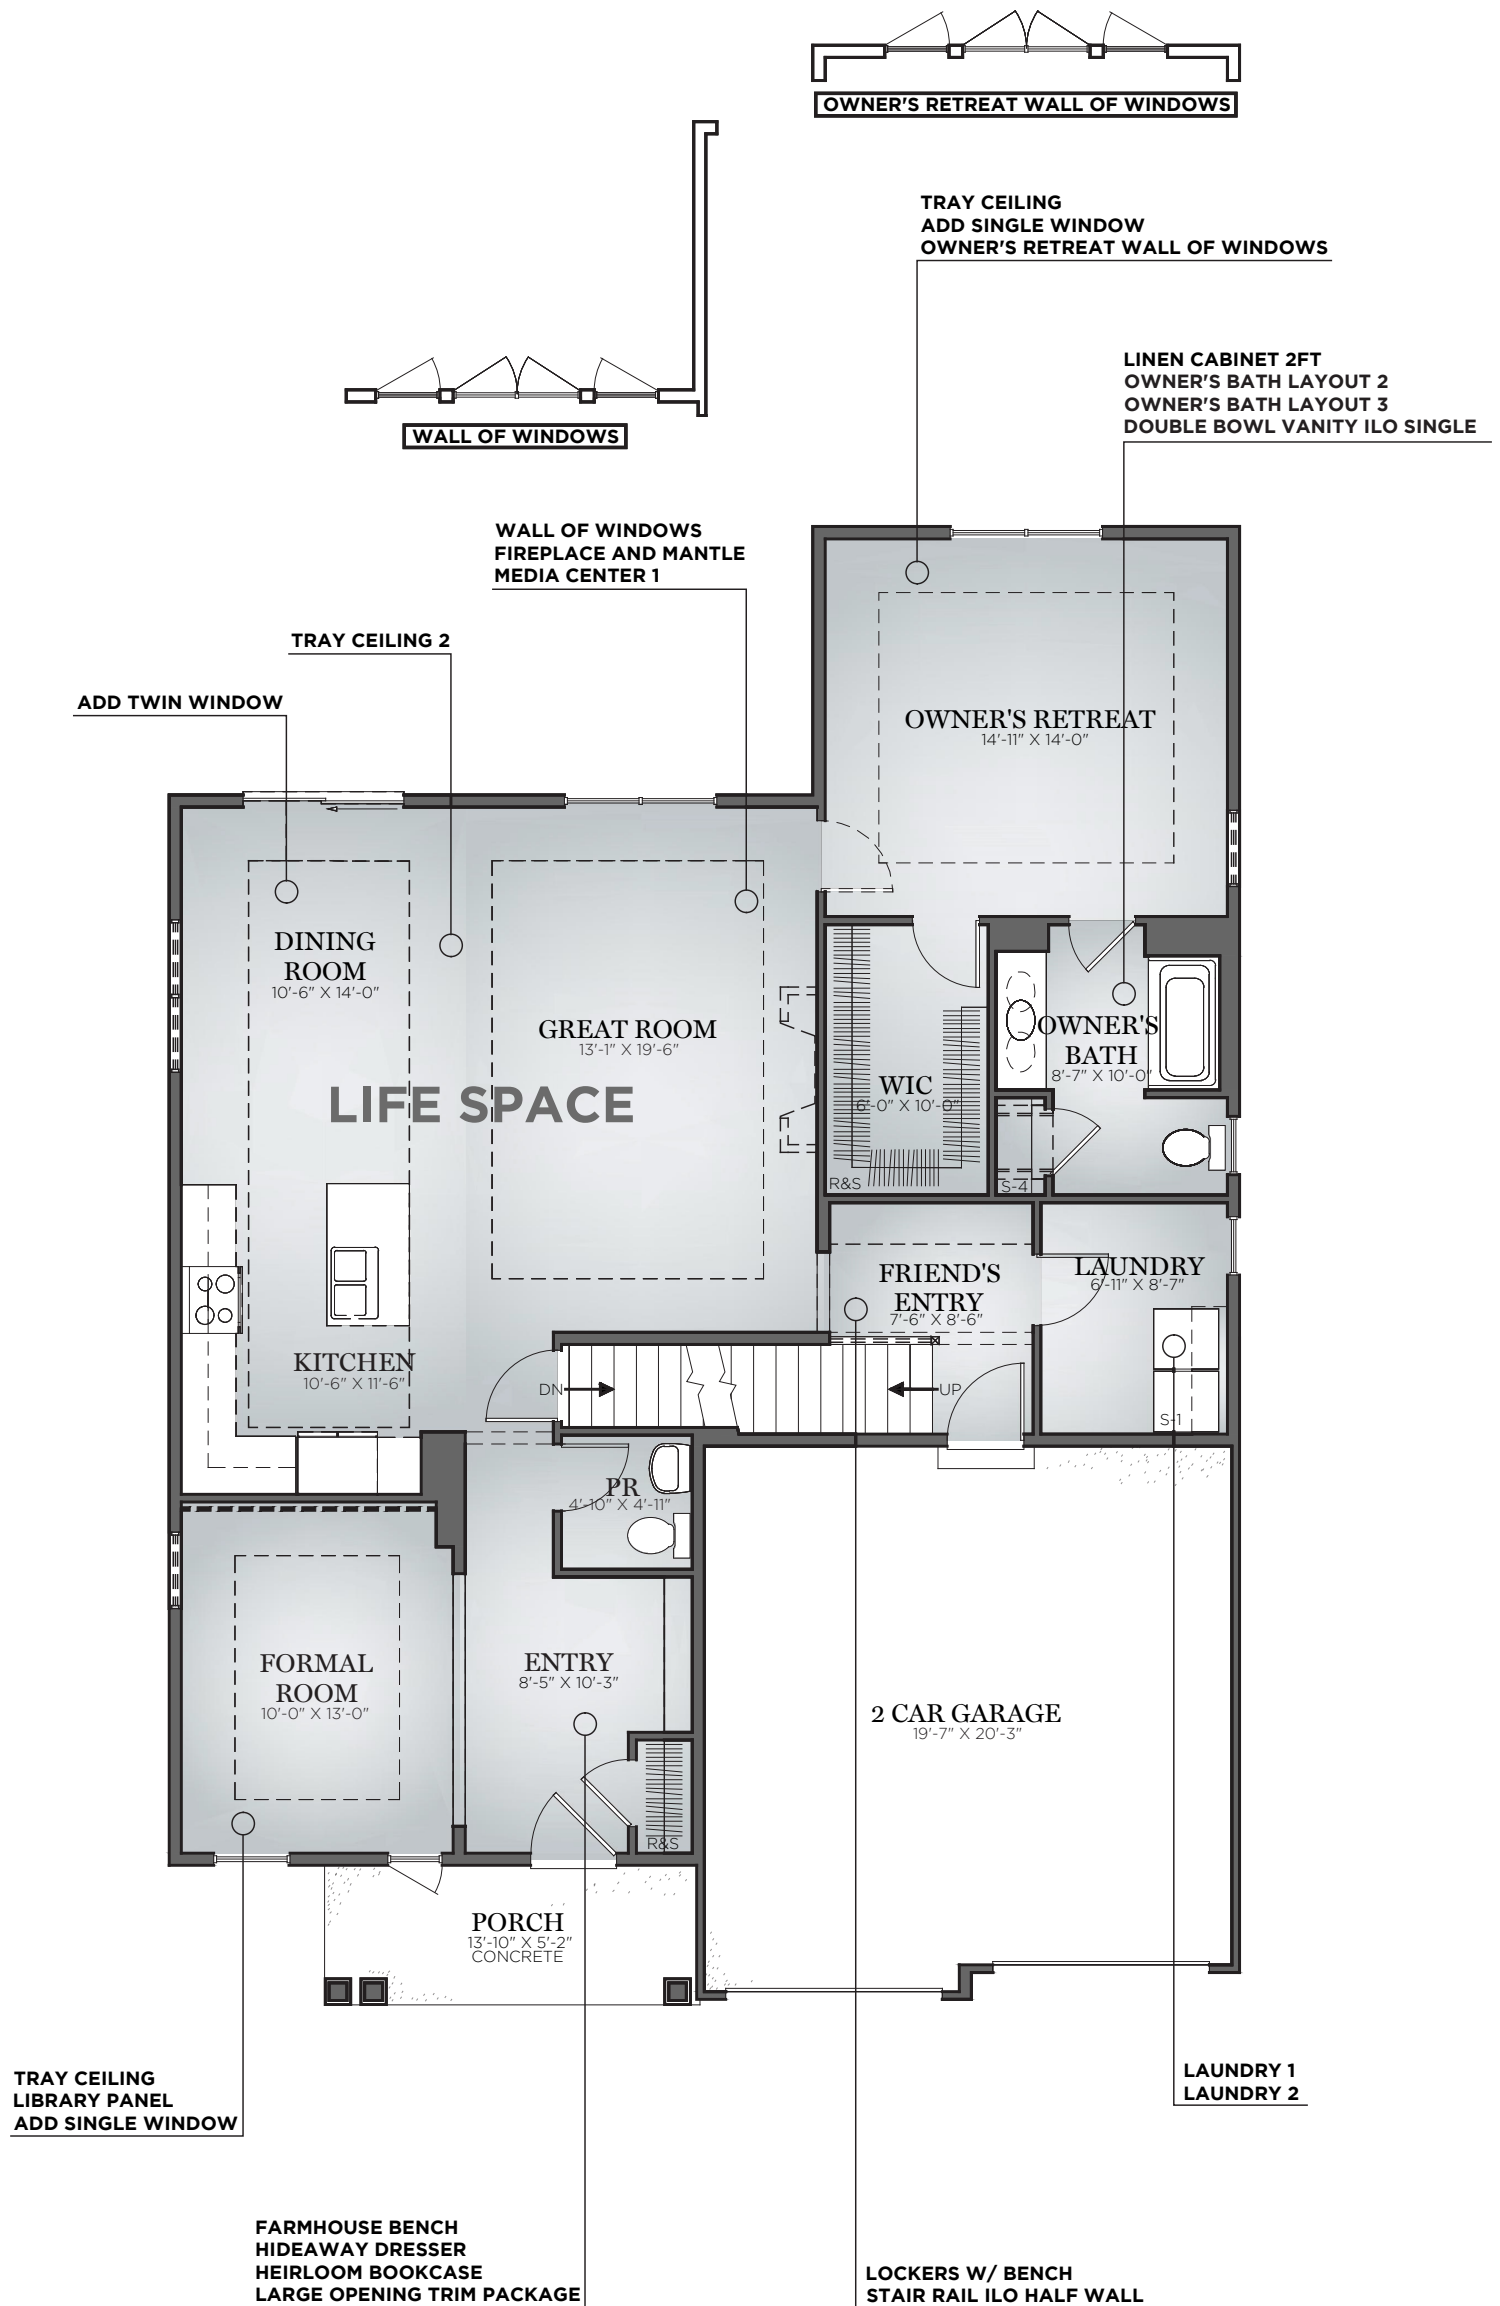 OWNER'S RETREAT WALL OF WINDOWS
TRAY CEILING
ADD SINGLE WINDOW
OWNER'S RETREAT WALL OF WINDOWS
LINEN CABINET 2FT
OWNER'S BATH LAYOUT 2
OWNER'S BATH LAYOUT 3
DOUBLE BOWL VANITY ILO SINGLE
WALL OF WINDOWS
WALL OF WINDOWS
FIREPLACE AND MANTLE
MEDIA CENTER 1
TRAY CEILING 2
ADD TWIN WINDOW
OWNER'S RETREAT
14'-11" X 14'-0"
DINING
ROOM
10'-6" X 14'-0"
GREAT ROOM
13'-1" X 19'-6"
LIFE SPACE
WIC
6'-0" X 10'-0"
R&S
OWNER'S
BATH
8'-7" X 10'-0"
S-4
FRIEND'S
ENTRY
7'-6" X 8'-6"
LAUNDRY
6'-11" X 8'-7"
S-1
KITCHEN
10'-6" X 11'-6"
DN
UP
PR
4'-10" X 4'-11"
FORMAL
ROOM
10'-0" X 13'-0"
ENTRY
8'-5" X 10'-3"
R&S
2 CAR GARAGE
19'-7" X 20'-3"
PORCH
13'-10" X 5'-2"
CONCRETE
TRAY CEILING
LIBRARY PANEL
ADD SINGLE WINDOW
LAUNDRY 1
LAUNDRY 2
FARMHOUSE BENCH
HIDEAWAY DRESSER
HEIRLOOM BOOKCASE
LARGE OPENING TRIM PACKAGE
LOCKERS W/ BENCH
STAIR RAIL ILO HALF WALL